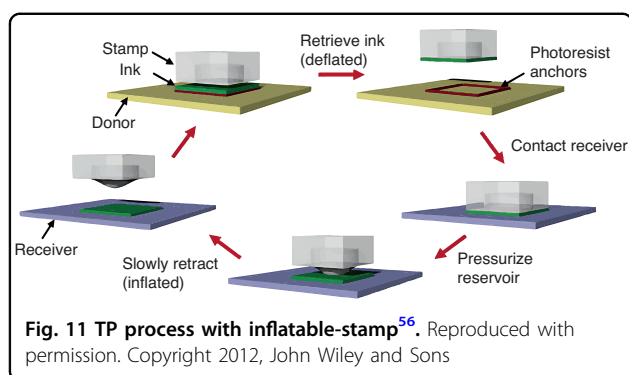 Stamp
Ink
Donor
Retrieve ink
(deflated)
Photoresist
anchors
Contact receiver
Pressurize
reservoir
Slowly retract
(inflated)
Receiver
Fig. 11 TP process with inflatable-stamp56. Reproduced with
permission. Copyright 2012, John Wiley and Sons